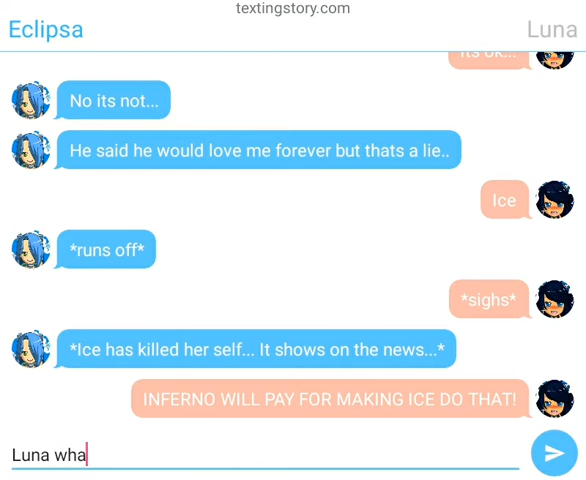 textingstory.com
Eclipsa
Luna
Its ok...
No its not...
He said he would love me forever but thats a lie..
Ice
*runs off*
*sighs*
*Ice has killed her self... It shows on the news...*
INFERNO WILL PAY FOR MAKING ICE DO THAT!
Luna wha